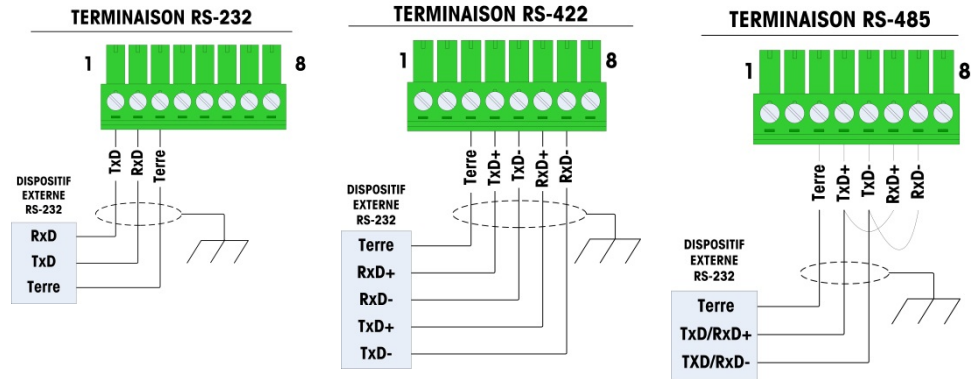 TERMINAISON RS-232
1
8
TxD
RxD
Terre
DISPOSITIF
EXTERNE
RS-232
RxD
TxD
Terre
TERMINAISON RS-422
1
8
Terre
TxD+
TxD-
RxD+
RxD-
DISPOSITIF
EXTERNE
RS-232
Terre
RxD+
RxD-
TxD+
TxD-
TERMINAISON RS-485
1
8
Terre
TxD+
TxD-
RxD+
RxD-
DISPOSITIF
EXTERNE
RS-232
Terre
TxD/RxD+
TXD/RxD-